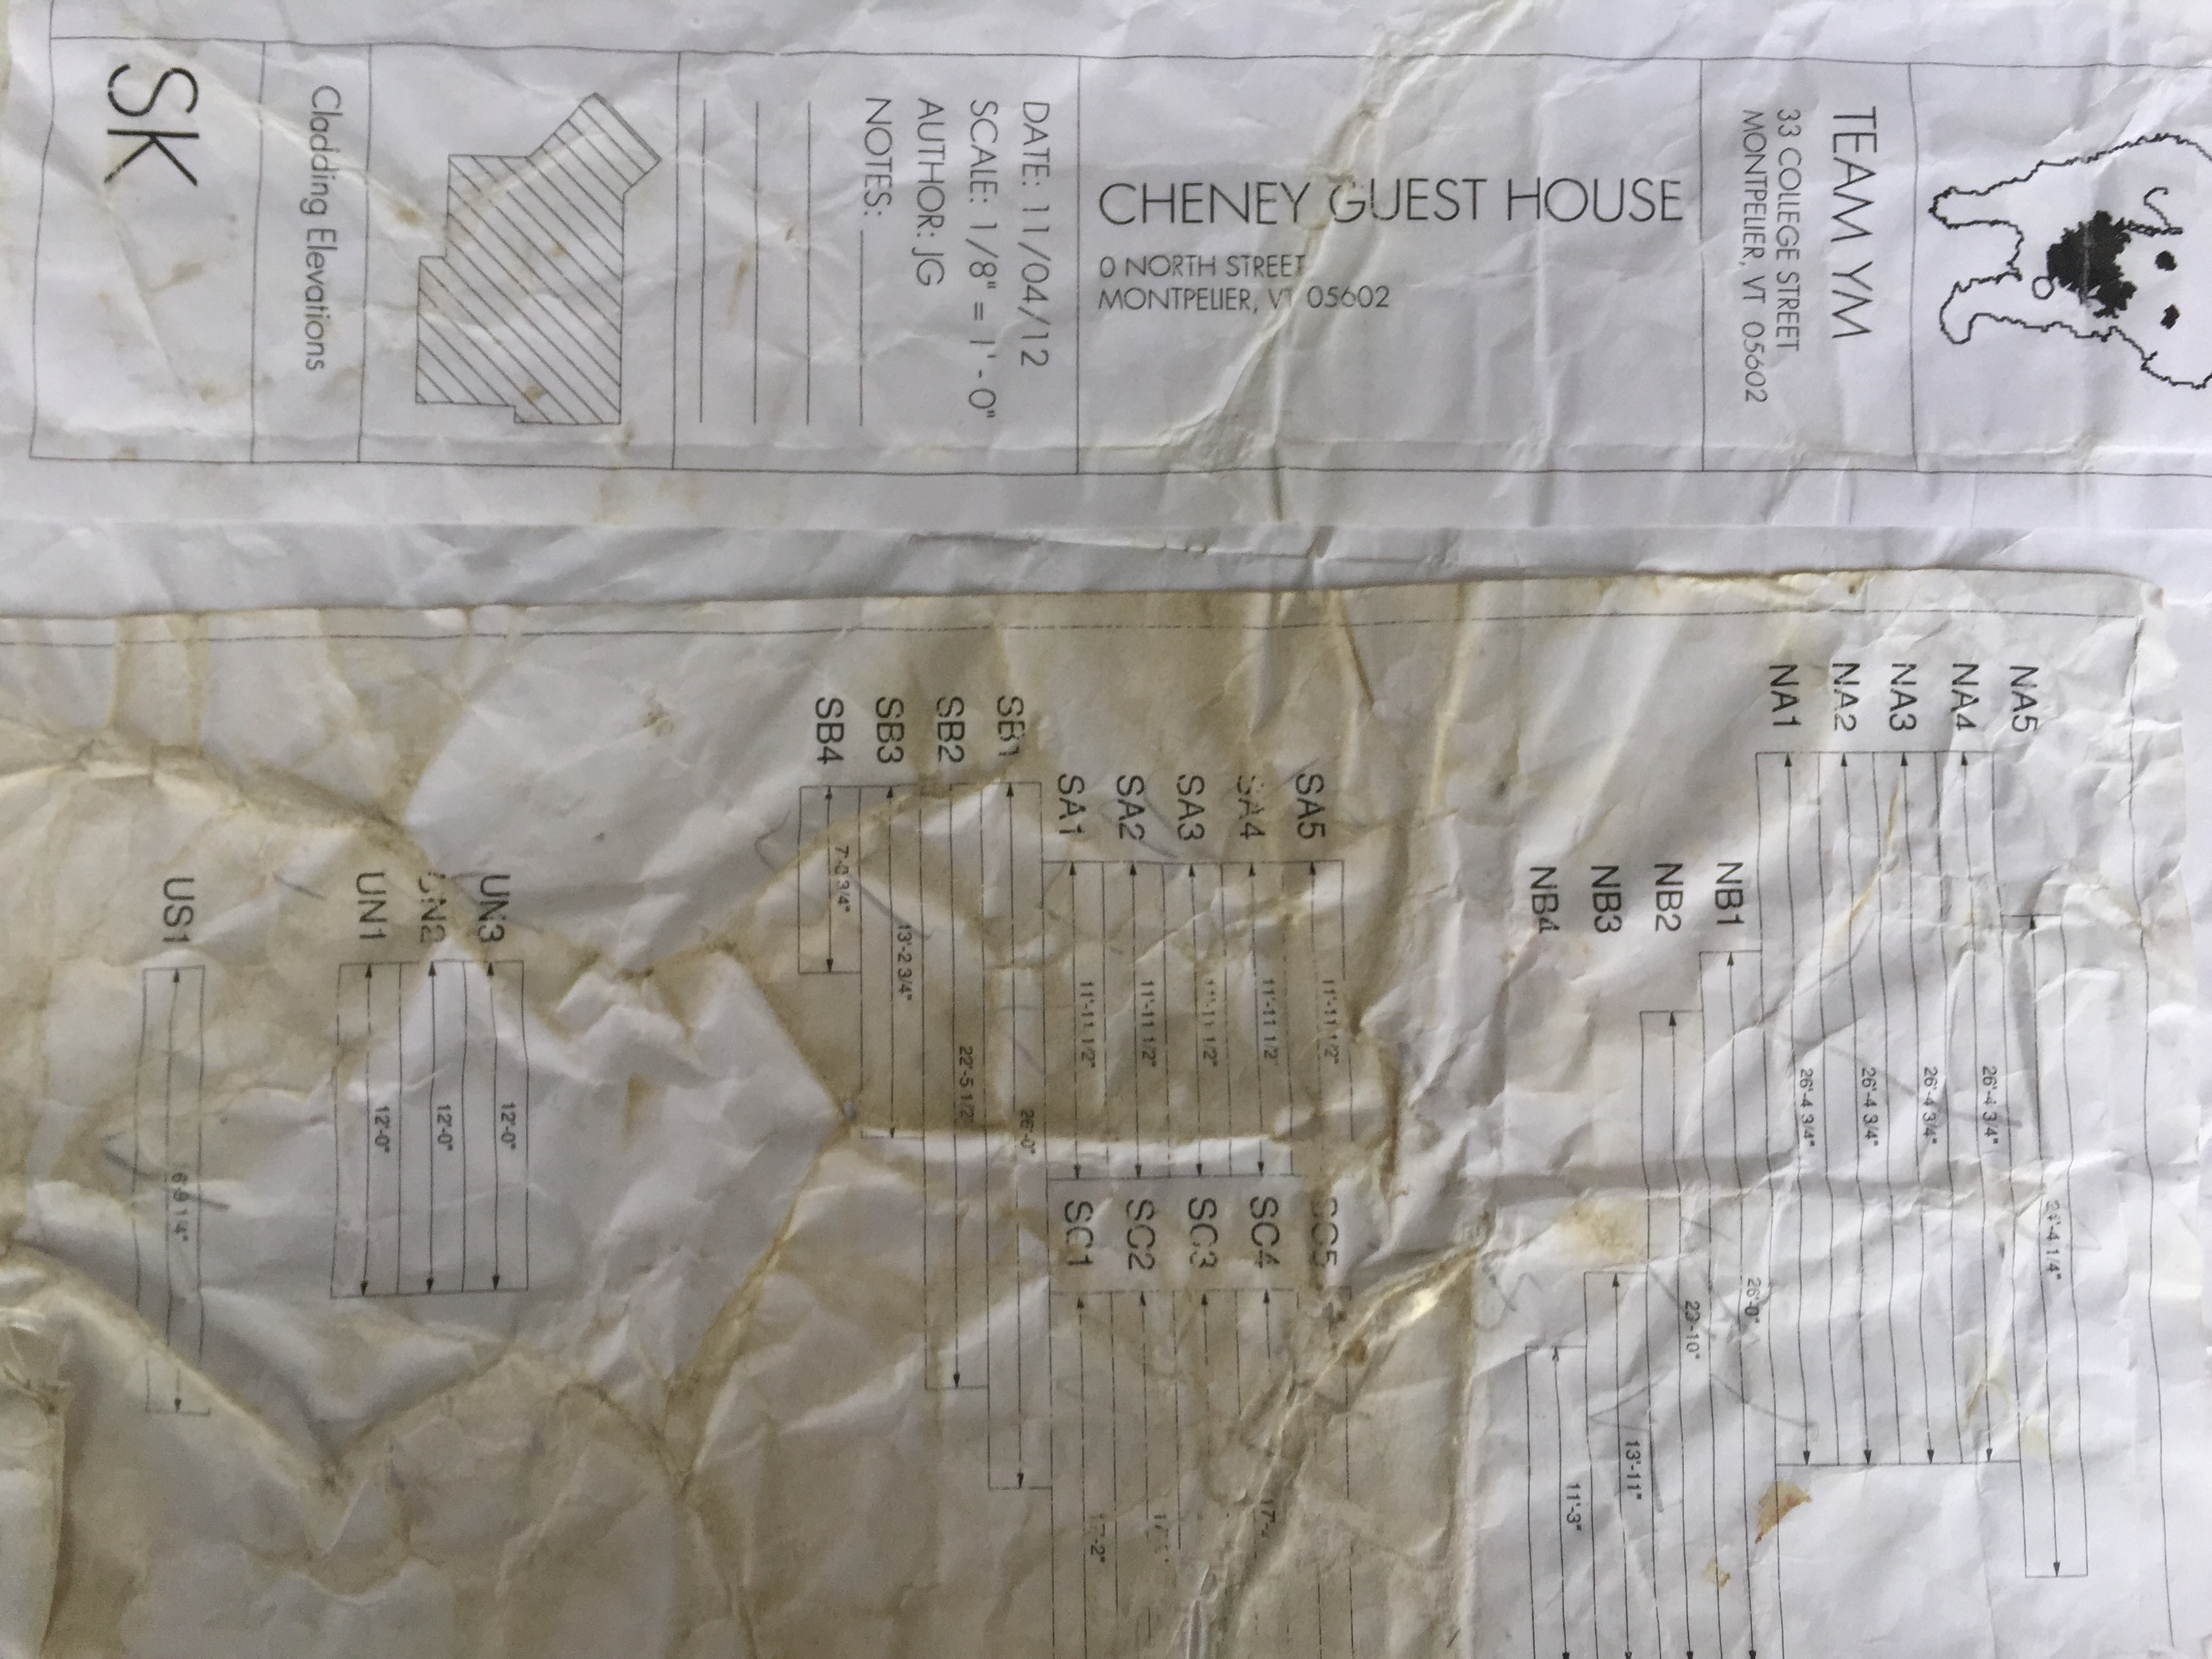 24'-4 1/4"
NA5
26'-4 3/4"
NA4
26'-4 3/4"
NA3
26'-4 3/4"
NA2
26'-4 3/4"
NA1
26'-0"
NB1
23'-10"
NB2
13'-11"
NB3
11'-3"
NB4
SC5
SC4
SC3
SC2
17'-2"
SC1
11'-11 1/2"
SA5
11'-11 1/2"
SA4
11'-11 1/2"
SA3
11'-11 1/2"
SA2
11'-11 1/2"
SA1
26'-0"
SB1
22'-5 1/2"
SB2
13'-2 3/4"
SB3
7'-0 3/4"
SB4
12'-0"
UN3
12'-0"
UN2
12'-0"
UN1
6'-9 1/4"
US1
TEAM YM
33 COLLEGE STREET
MONTPELIER, VT 05602
CHENEY GUEST HOUSE
0 NORTH STREET
MONTPELIER, VT 05602
DATE: 11/04/12
SCALE: 1/8" = 1' - 0"
AUTHOR: JG
NOTES:
Cladding Elevations
SK